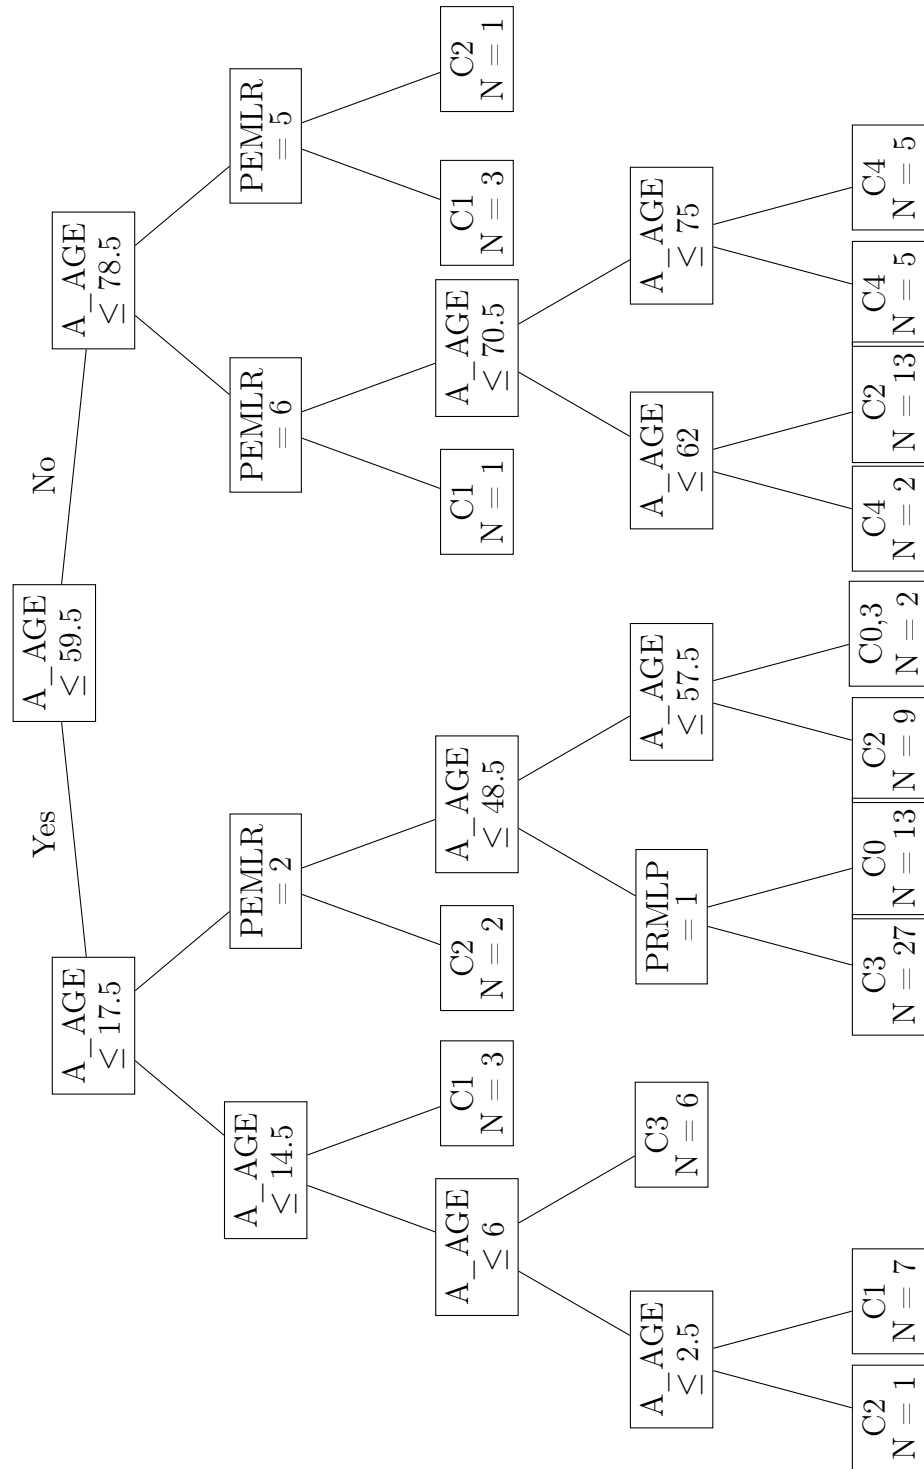 A_AGE
≤ 59.5
Yes
No
A_AGE
≤ 17.5
A_AGE
≤ 78.5
A_AGE
≤ 14.5
PEMLR
= 2
PEMLR
= 6
PEMLR
= 5
A_AGE
≤ 6
C1
N = 3
C2
N = 2
A_AGE
≤ 48.5
C1
N = 1
A_AGE
≤ 70.5
C1
N = 3
C2
N = 1
A_AGE
≤ 2.5
C3
N = 6
PRMLP
= 1
A_AGE
≤ 57.5
A_AGE
≤ 62
A_AGE
≤ 75
C2
N = 1
C1
N = 7
C3
N = 27
C0
N = 13
C2
N = 9
C0,3
N = 2
C4
N = 2
C2
N = 13
C4
N = 5
C4
N = 5